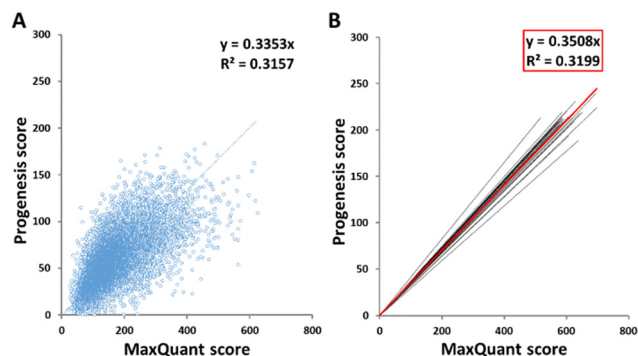 A
300
250
200
150
100
50
0
0
200
400
600
800
Progenesis score
MaxQuant score
y = 0.3353x
R² = 0.3157
B
300
250
200
150
100
50
0
0
200
400
600
800
Progenesis score
MaxQuant score
y = 0.3508x
R² = 0.3199